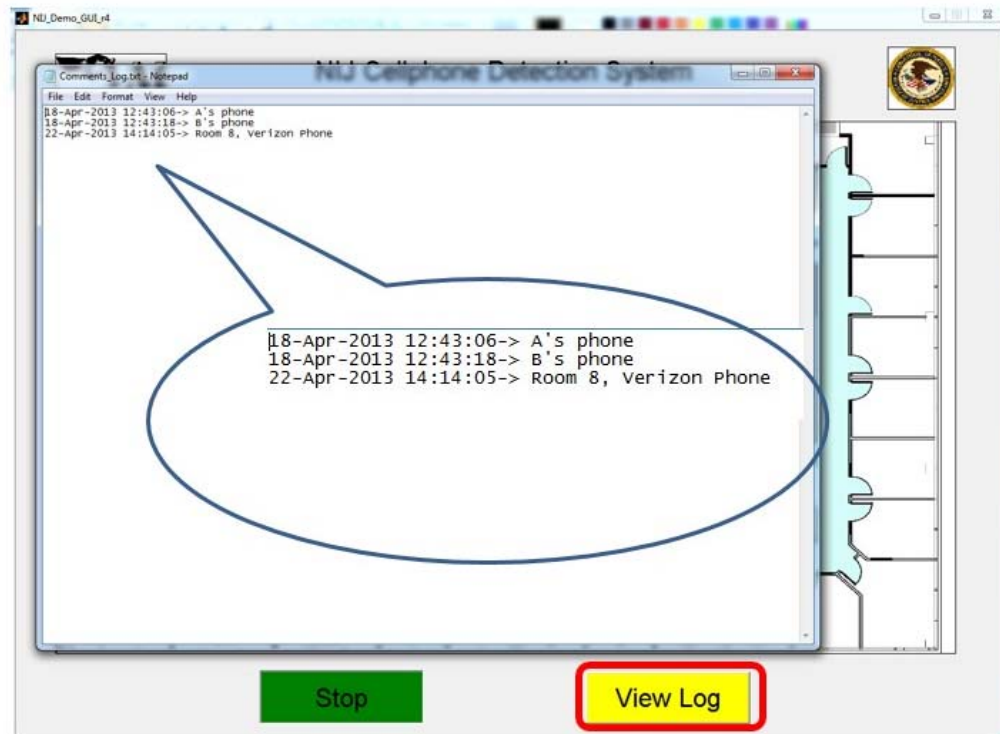 NIJ_Demo_GUI_r4
NIJ Cellphone Detection System
Comments_Log.txt - Notepad
File Edit Format View Help
18-Apr-2013 12:43:06-> A's phone
18-Apr-2013 12:43:18-> B's phone
22-Apr-2013 14:14:05-> Room 8, Verizon Phone
18-Apr-2013 12:43:06-> A's phone
18-Apr-2013 12:43:18-> B's phone
22-Apr-2013 14:14:05-> Room 8, Verizon Phone
Stop
View Log